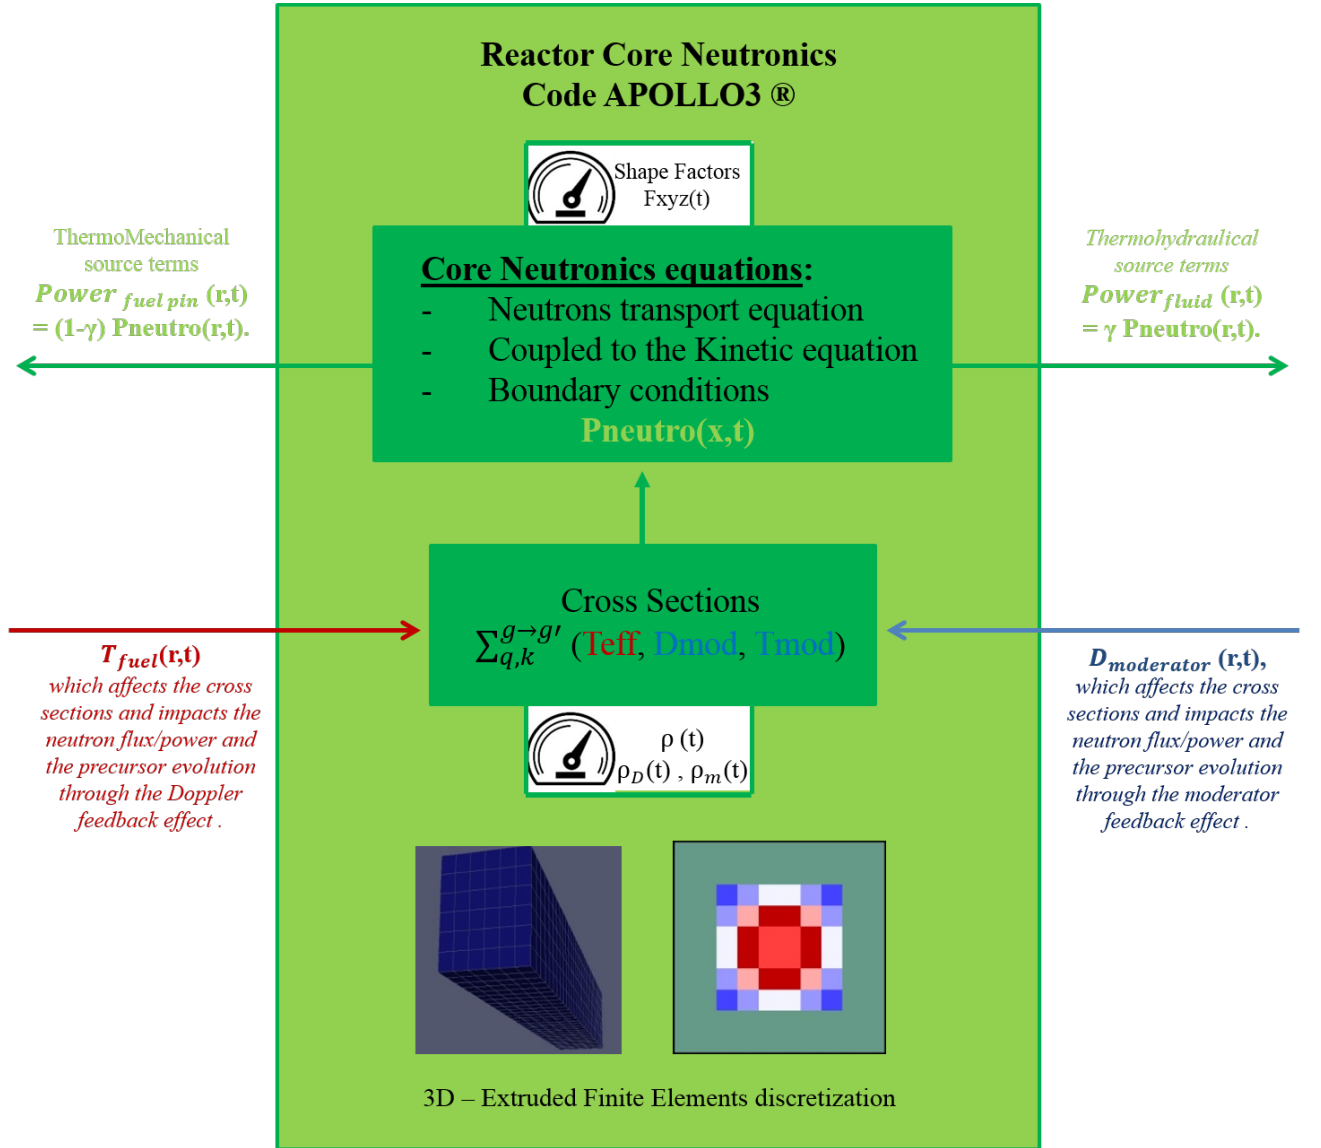 Reactor Core Neutronics
Code APOLLO3 ®
Shape Factors
Fxyz(t)
ThermoMechanical
source terms
Power fuel pin (r,t)
= (1-γ) Pneutro(r,t).
Core Neutronics equations:
- Neutrons transport equation
- Coupled to the Kinetic equation
- Boundary conditions
Pneutro(x,t)
Thermohydraulical
source terms
Power fluid (r,t)
= γ Pneutro(r,t).
Cross Sections
∑_{q,k}^{g→g′} (Teff, Dmod, Tmod)
T_{fuel}(r,t)
which affects the cross
sections and impacts the
neutron flux/power and
the precursor evolution
through the Doppler
feedback effect .
ρ (t)
ρ_D(t) , ρ_m(t)
D_{moderator} (r,t),
which affects the cross
sections and impacts the
neutron flux/power and
the precursor evolution
through the moderator
feedback effect .
3D – Extruded Finite Elements discretization